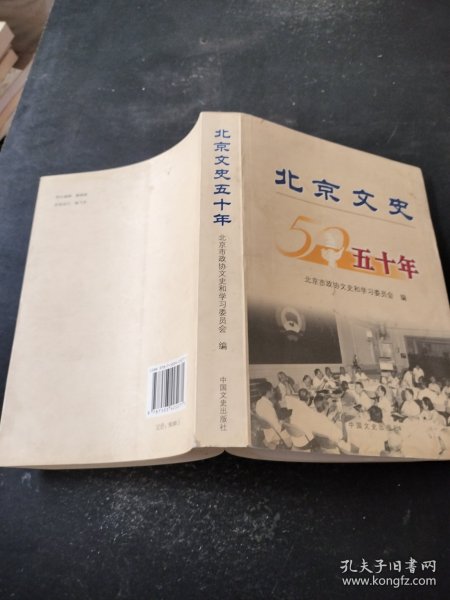 北京文史
50
五十年
北京市政协文史和学习委员会 编
中国文史出版社
北京文史五十年
北京市政协文史和学习委员会 编
中国文史出版社
孔夫子旧书网
www.kongfz.com